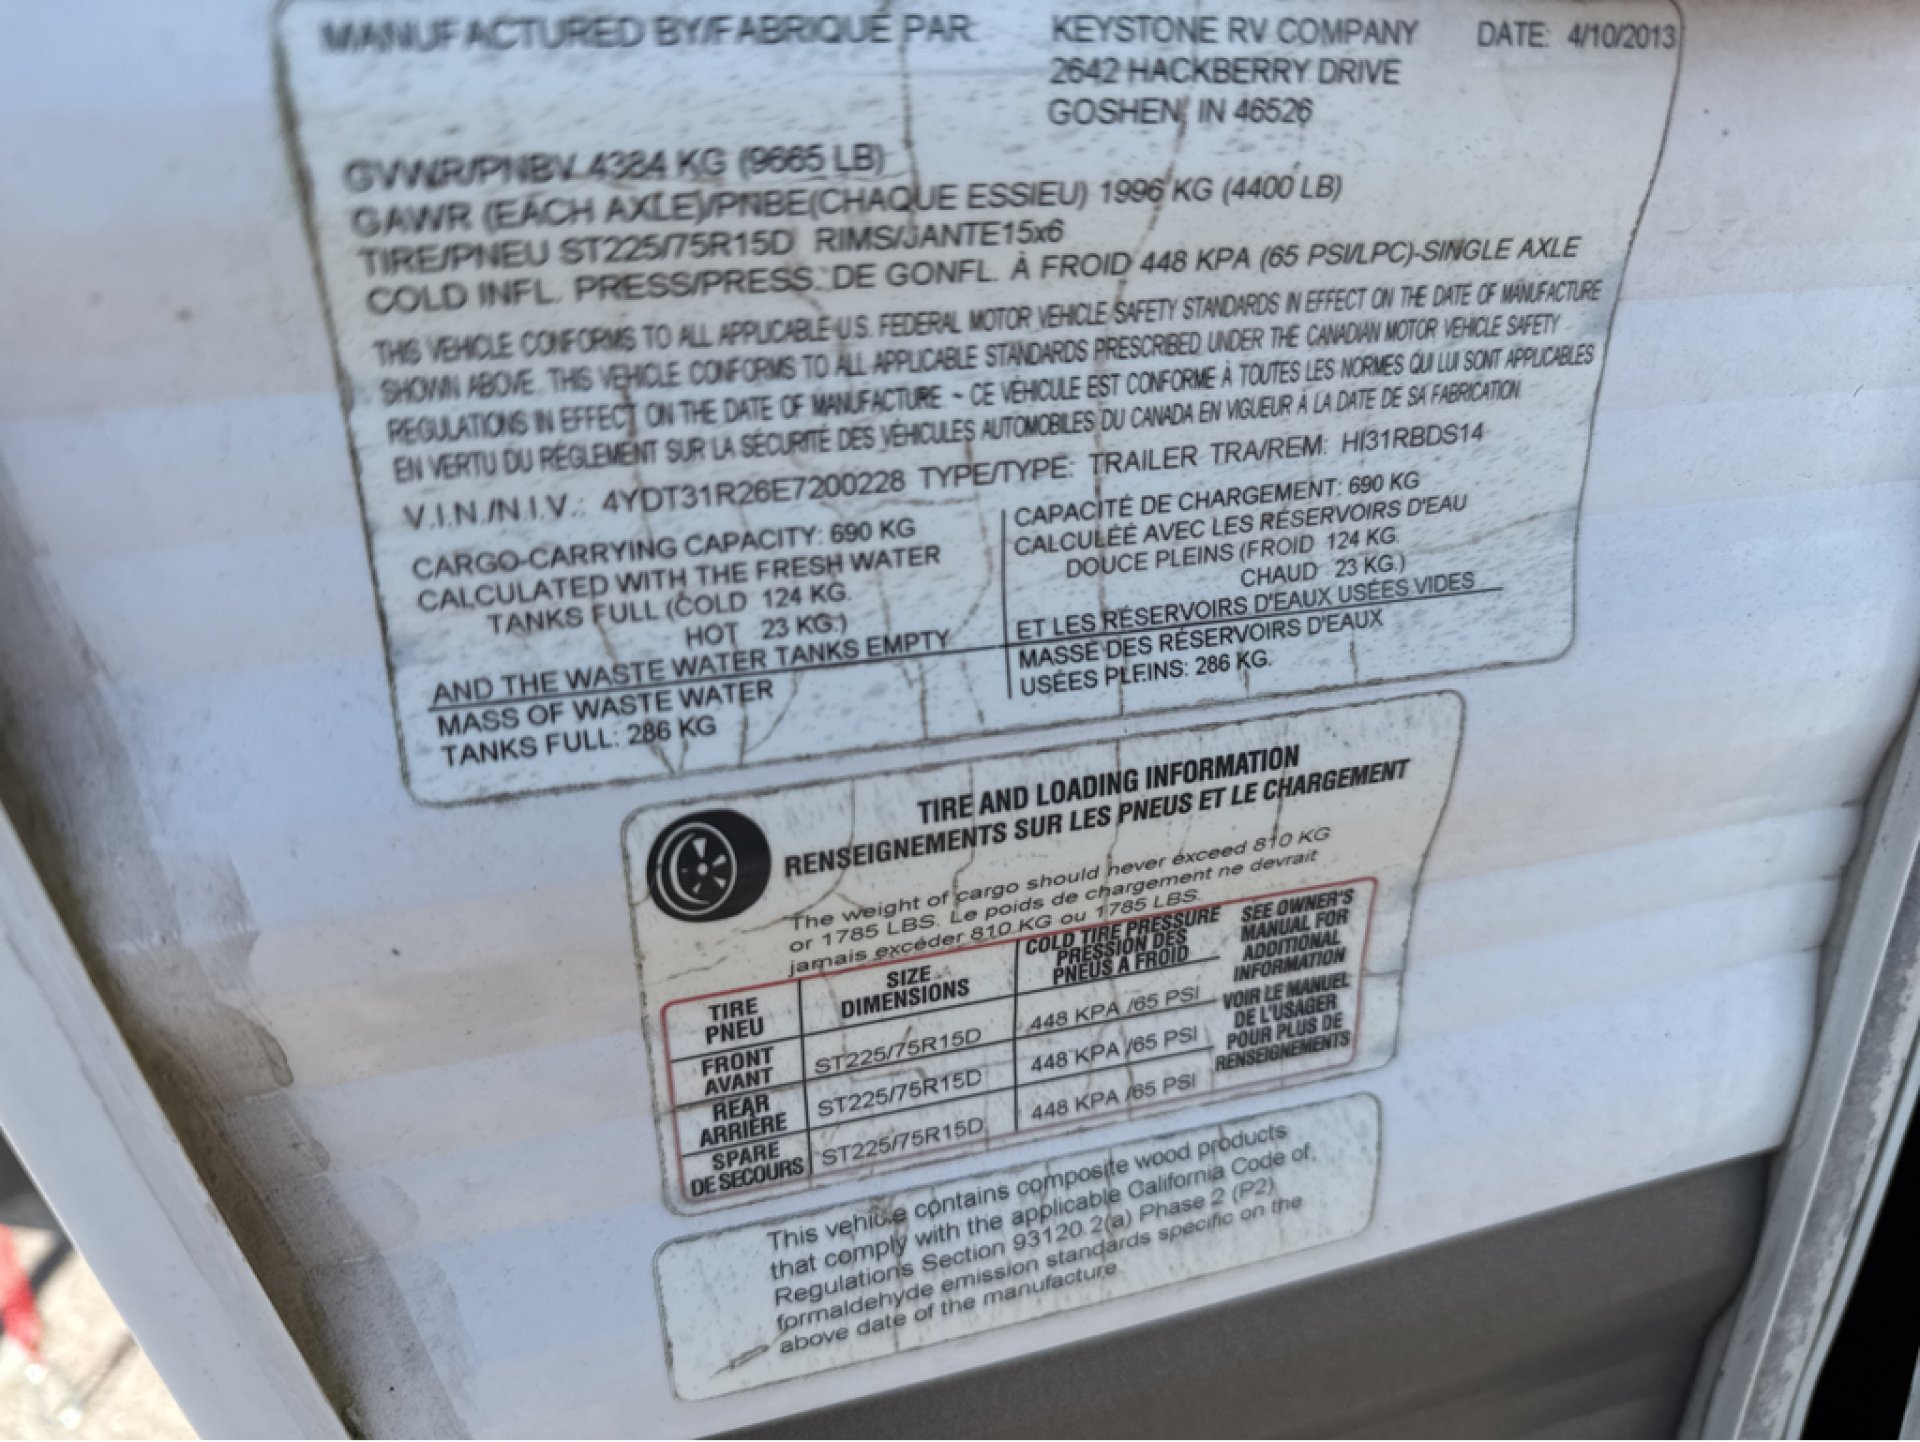 MANUFACTURED BY/FABRIQUE PAR: KEYSTONE RV COMPANY DATE: 4/10/2013
2642 HACKBERRY DRIVE
GOSHEN, IN 46526
GVWR/PNBV 4384 KG (9665 LB)
GAWR (EACH AXLE)/PNBE(CHAQUE ESSIEU) 1996 KG (4400 LB)
TIRE/PNEU ST225/75R15D RIMS/JANTE15x6
COLD INFL. PRESS/PRESS. DE GONFL. À FROID 448 KPA (65 PSI/LPC)-SINGLE AXLE
THIS VEHICLE CONFORMS TO ALL APPLICABLE U.S. FEDERAL MOTOR VEHICLE SAFETY STANDARDS IN EFFECT ON THE DATE OF MANUFACTURE
SHOWN ABOVE. THIS VEHICLE CONFORMS TO ALL APPLICABLE STANDARDS PRESCRIBED UNDER THE CANADIAN MOTOR VEHICLE SAFETY
REGULATIONS IN EFFECT ON THE DATE OF MANUFACTURE ~ CE VÉHICULE EST CONFORME À TOUTES LES NORMES QUI LUI SONT APPLICABLES
EN VERTU DU RÉGLEMENT SUR LA SÉCURITÉ DES VÉHICULES AUTOMOBILES DU CANADA EN VIGUEUR À LA DATE DE SA FABRICATION.
V.I.N./N.I.V.: 4YDT31R26E7200228 TYPE/TYPE: TRAILER TRA/REM: HI31RBDS14
CARGO-CARRYING CAPACITY: 690 KG
CALCULATED WITH THE FRESH WATER
TANKS FULL (COLD 124 KG.
HOT 23 KG.)
AND THE WASTE WATER TANKS EMPTY
MASS OF WASTE WATER
TANKS FULL: 286 KG
CAPACITÉ DE CHARGEMENT: 690 KG
CALCULÉE AVEC LES RÉSERVOIRS D'EAU
DOUCE PLEINS (FROID 124 KG.
CHAUD 23 KG.)
ET LES RÉSERVOIRS D'EAUX USÉES VIDES
MASSE DES RÉSERVOIRS D'EAUX
USÉES PLEINS: 286 KG.
TIRE AND LOADING INFORMATION
RENSEIGNEMENTS SUR LES PNEUS ET LE CHARGEMENT
The weight of cargo should never exceed 810 KG
or 1785 LBS. Le poids de chargement ne devrait
jamais excéder 810 KG ou 1785 LBS.
TIRE
PNEU
SIZE
DIMENSIONS
COLD TIRE PRESSURE
PRESSION DES
PNEUS A FROID
FRONT
AVANT
ST225/75R15D
448 KPA /65 PSI
REAR
ARRIÈRE
ST225/75R15D
448 KPA /65 PSI
SPARE
DE SECOURS
ST225/75R15D
448 KPA /65 PSI
SEE OWNER'S
MANUAL FOR
ADDITIONAL
INFORMATION
VOIR LE MANUEL
DE L'USAGER
POUR PLUS DE
RENSEIGNEMENTS
This vehicle contains composite wood products
that comply with the applicable California Code of
Regulations Section 93120.2(a) Phase 2 (P2)
formaldehyde emission standards specific on the
above date of the manufacture